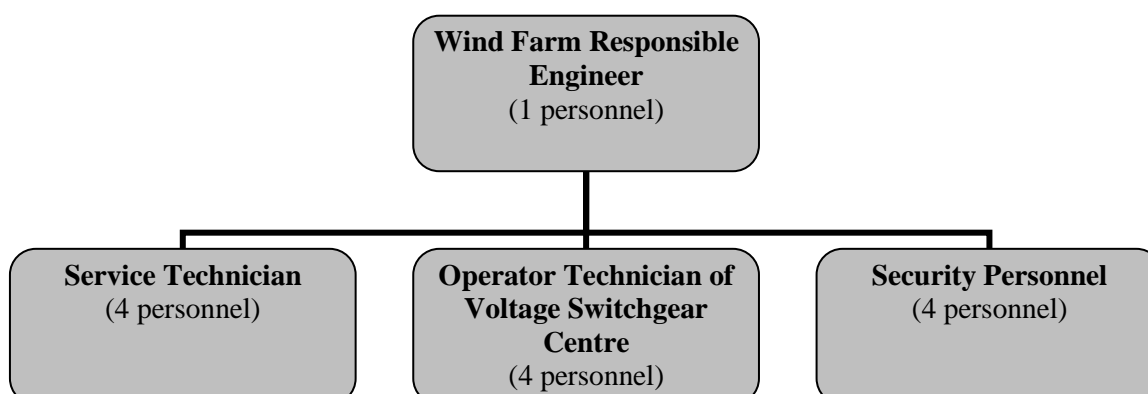 Wind Farm Responsible
Engineer
(1 personnel)
Service Technician
(4 personnel)
Operator Technician of
Voltage Switchgear
Centre
(4 personnel)
Security Personnel
(4 personnel)